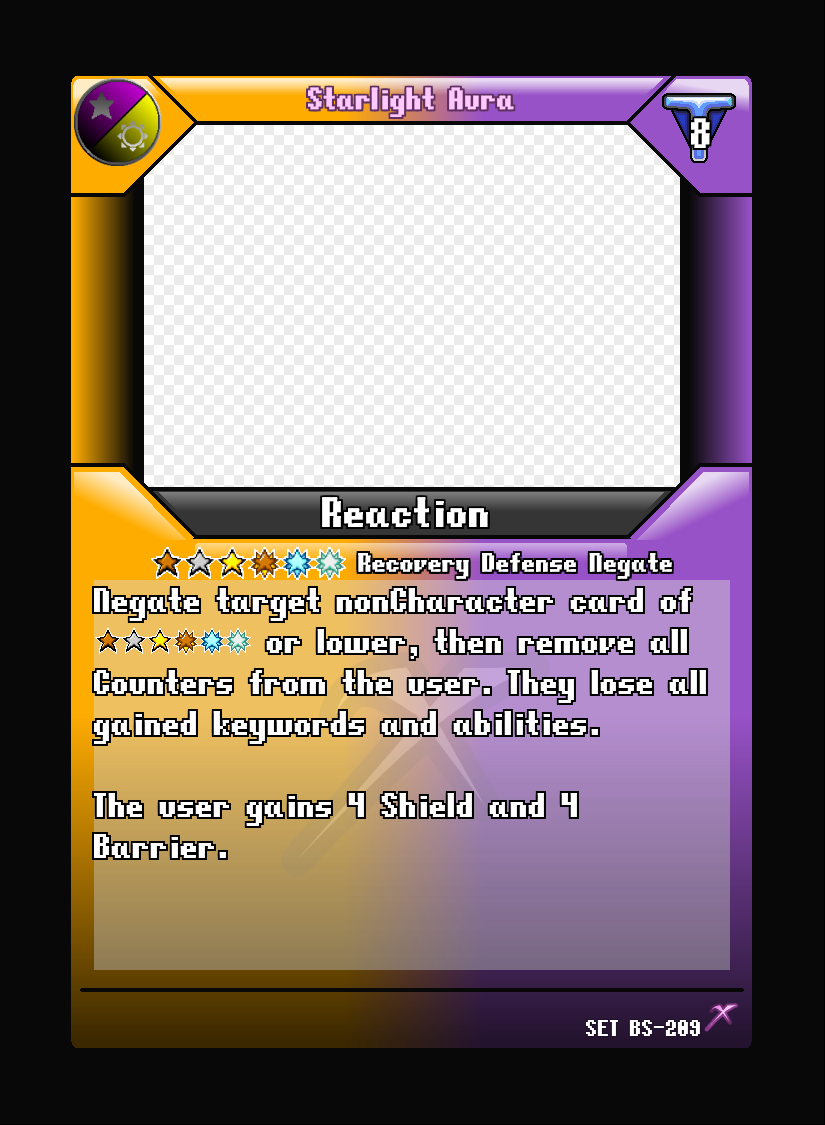 Starlight Aura
8
Reaction
Recovery Defense Negate
Negate target nonCharacter card of
or lower, then remove all
Counters from the user. They lose all
gained keywords and abilities.
The user gains 4 Shield and 4
Barrier.
SET BS-209